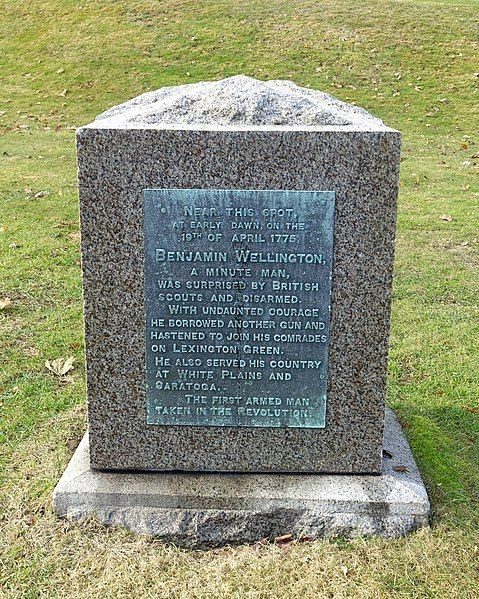 Near this spot,
at early dawn, on the
19th of April 1775,
Benjamin Wellington,
a minute man,
was surprised by British
scouts and disarmed.
With undaunted courage
he borrowed another gun and
hastened to join his comrades
on Lexington Green.
He also served his country
at White Plains and
Saratoga.
The first armed man
taken in the Revolution.